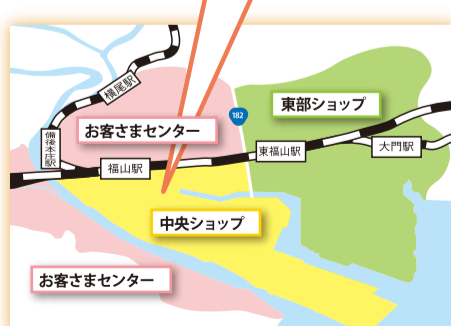 横尾駅
東部ショップ
182
お客さまセンター
備後本庄駅
大門駅
東福山駅
福山駅
中央ショップ
お客さまセンター